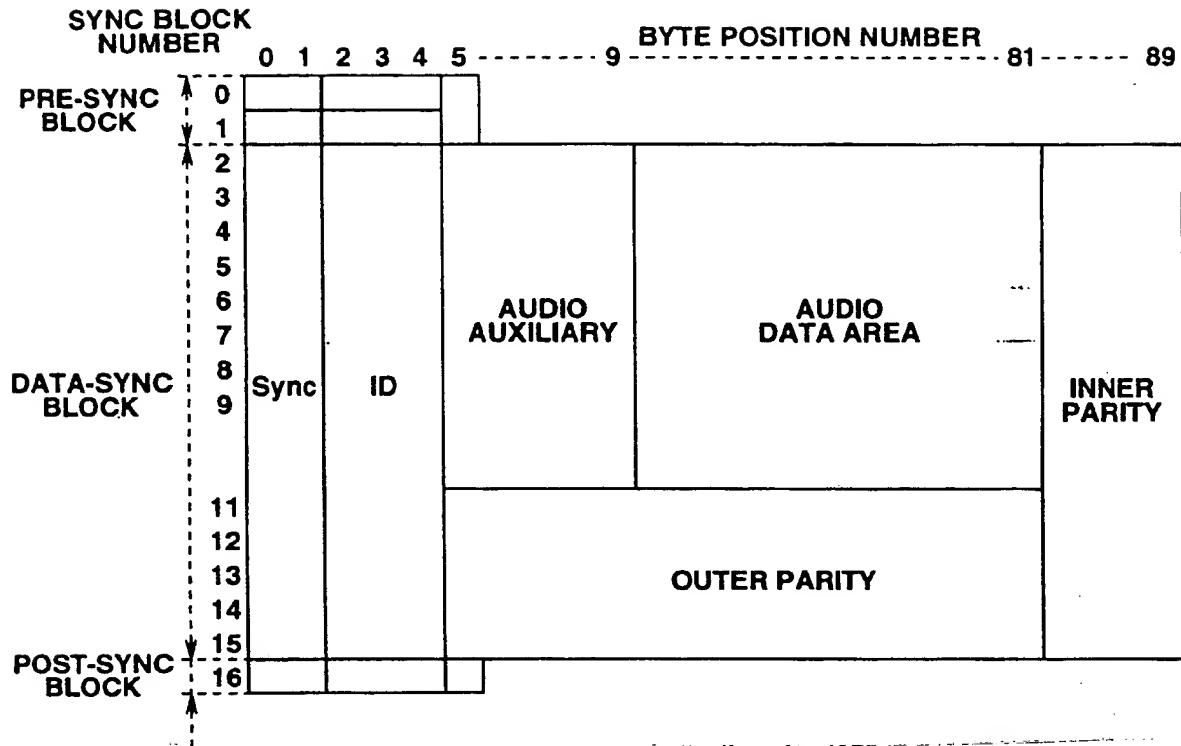 SYNC BLOCK
NUMBER
BYTE POSITION NUMBER
0 1 2 3 4 5 9 81 89
PRE-SYNC
BLOCK
0
1
DATA-SYNC
BLOCK
2
3
4
5
6
7
8
9
11
12
13
14
15
Sync
ID
AUDIO
AUXILIARY
AUDIO
DATA AREA
INNER
PARITY
OUTER PARITY
POST-SYNC
BLOCK
16